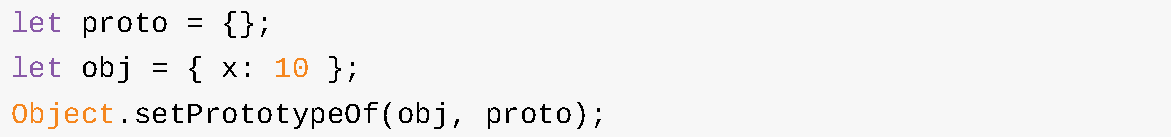 let proto = {};
let obj = { x: 10 };
Object.setPrototypeOf(obj, proto);